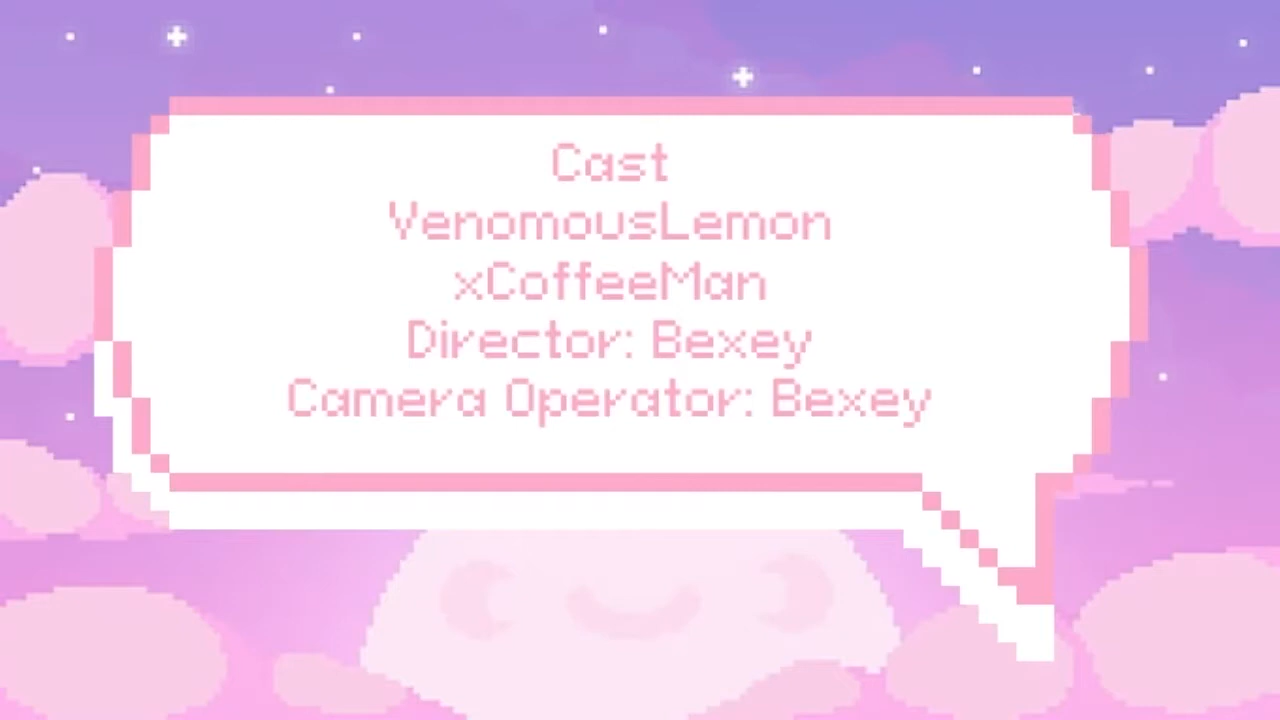 Cast
VenomousLemon
xCoffeeMan
Director: Bexey
Camera Operator: Bexey